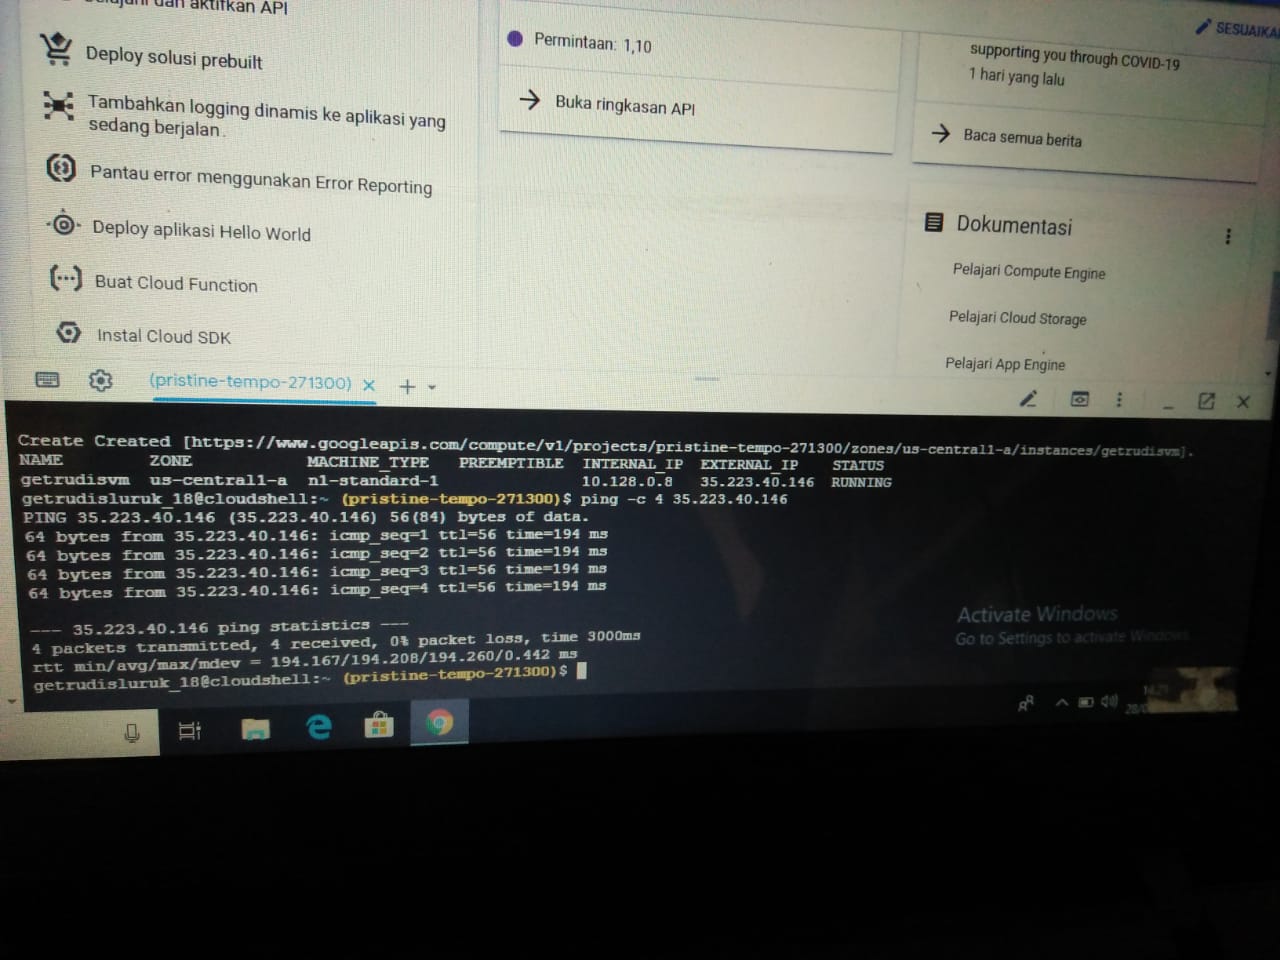 dan aktifkan API
Deploy solusi prebuilt
Tambahkan logging dinamis ke aplikasi yang
sedang berjalan
Pantau error menggunakan Error Reporting
Deploy aplikasi Hello World
Buat Cloud Function
Instal Cloud SDK
Permintaan: 1,10
Buka ringkasan API
SESUAIKAN
supporting you through COVID-19
1 hari yang lalu
Baca semua berita
Dokumentasi
Pelajari Compute Engine
Pelajari Cloud Storage
Pelajari App Engine
(pristine-tempo-271300)
Create Created [https://www.googleapis.com/compute/v1/projects/pristine-tempo-271300/zones/us-central1-a/instances/getrudisvm].
NAME ZONE MACHINE_TYPE PREEMPTIBLE INTERNAL_IP EXTERNAL_IP STATUS
getrudisvm us-central1-a n1-standard-1 10.128.0.8 35.223.40.146 RUNNING
getrudisluruk_18@cloudshell:~ (pristine-tempo-271300)$ ping -c 4 35.223.40.146
PING 35.223.40.146 (35.223.40.146) 56(84) bytes of data.
64 bytes from 35.223.40.146: icmp_seq=1 ttl=56 time=194 ms
64 bytes from 35.223.40.146: icmp_seq=2 ttl=56 time=194 ms
64 bytes from 35.223.40.146: icmp_seq=3 ttl=56 time=194 ms
64 bytes from 35.223.40.146: icmp_seq=4 ttl=56 time=194 ms
--- 35.223.40.146 ping statistics ---
4 packets transmitted, 4 received, 0% packet loss, time 3000ms
rtt min/avg/max/mdev = 194.167/194.208/194.260/0.442 ms
getrudisluruk_18@cloudshell:~ (pristine-tempo-271300)$
Activate Windows
Go to Settings to activate Windows.